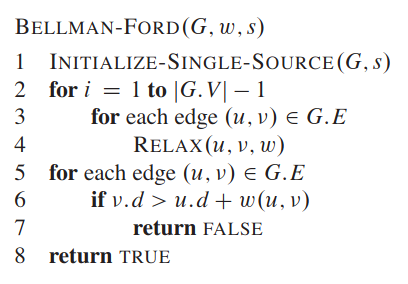 BELLMAN-FORD(G, w, s)
1 INITIALIZE-SINGLE-SOURCE(G, s)
2 for i = 1 to |G.V| − 1
3 for each edge (u, v) ∈ G.E
4 RELAX(u, v, w)
5 for each edge (u, v) ∈ G.E
6 if v.d > u.d + w(u, v)
7 return FALSE
8 return TRUE